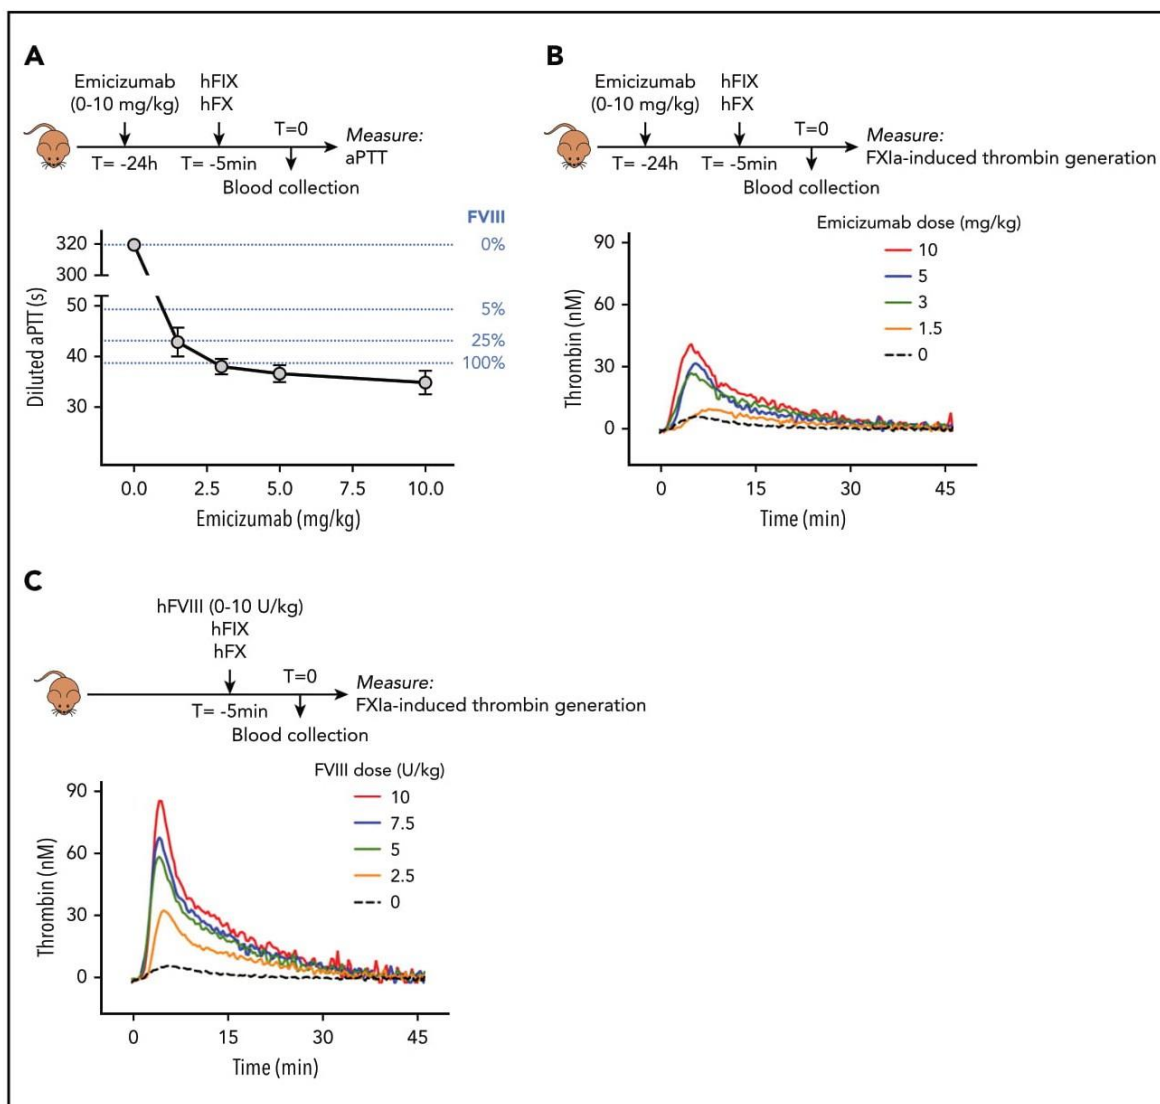 A
Emicizumab
(0-10 mg/kg)
hFIX
hFX
T=0
Measure:
aPTT
T= -24h
T= -5min
Blood collection
FVIII
320
0%
300
50
5%
25%
40
100%
30
Diluted aPTT (s)
0.0 2.5 5.0 7.5 10.0
Emicizumab (mg/kg)
B
Emicizumab
(0-10 mg/kg)
hFIX
hFX
T=0
Measure:
FXIa-induced thrombin generation
T= -24h
T= -5min
Blood collection
Emicizumab dose (mg/kg)
10
5
3
1.5
0
90
60
30
0
Thrombin (nM)
0 15 30 45
Time (min)
C
hFVIII (0-10 U/kg)
hFIX
hFX
T=0
Measure:
FXIa-induced thrombin generation
T= -5min
Blood collection
FVIII dose (U/kg)
10
7.5
5
2.5
0
90
60
30
0
Thrombin (nM)
0 15 30 45
Time (min)